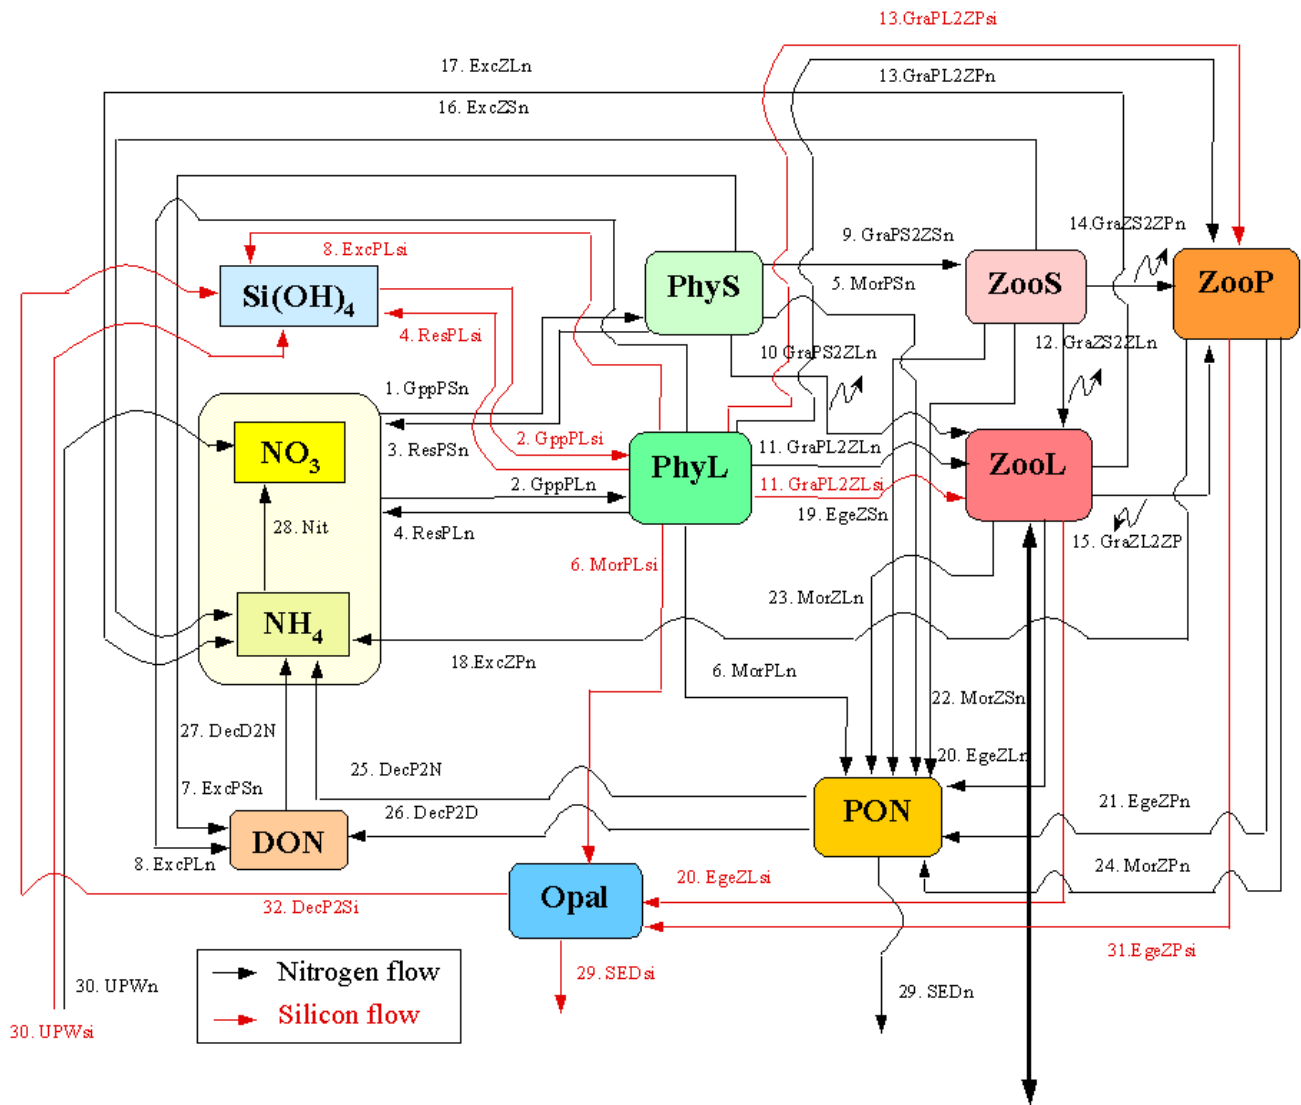 13.GraPL2ZPsi
17. ExcZLn
13.GraPL2ZPn
16. ExcZSn
8. ExcPLsi
9. GraPS2ZSn
14.GraZS2ZPn
PhyS
ZooS
ZooP
Si(OH)4
5. MorPSn
4. ResPLsi
10 GraPS2ZLn
12. GraZS2ZLn
1. GppPSn
2. GppPLsi
3. ResPSn
11. GraPL2ZLn
NO3
PhyL
ZooL
2. GppPLn
11. GraPL2ZLsi
19. EgeZSn
28. Nit
4. ResPLn
15. GraZL2ZP
6. MorPLsi
23. MorZLn
NH4
18.ExcZPn
6. MorPLn
22. MorZSn
27. DecD2N
20. EgeZLn
25. DecP2N
7. ExcPSn
26. DecP2D
21. EgeZPn
PON
DON
8. ExcPLn
24. MorZPn
20. EgeZLsi
Opal
32. DecP2Si
31.EgeZPsi
Nitrogen flow
29. SEDsi
30. UPWn
29. SEDn
Silicon flow
30. UPWsi